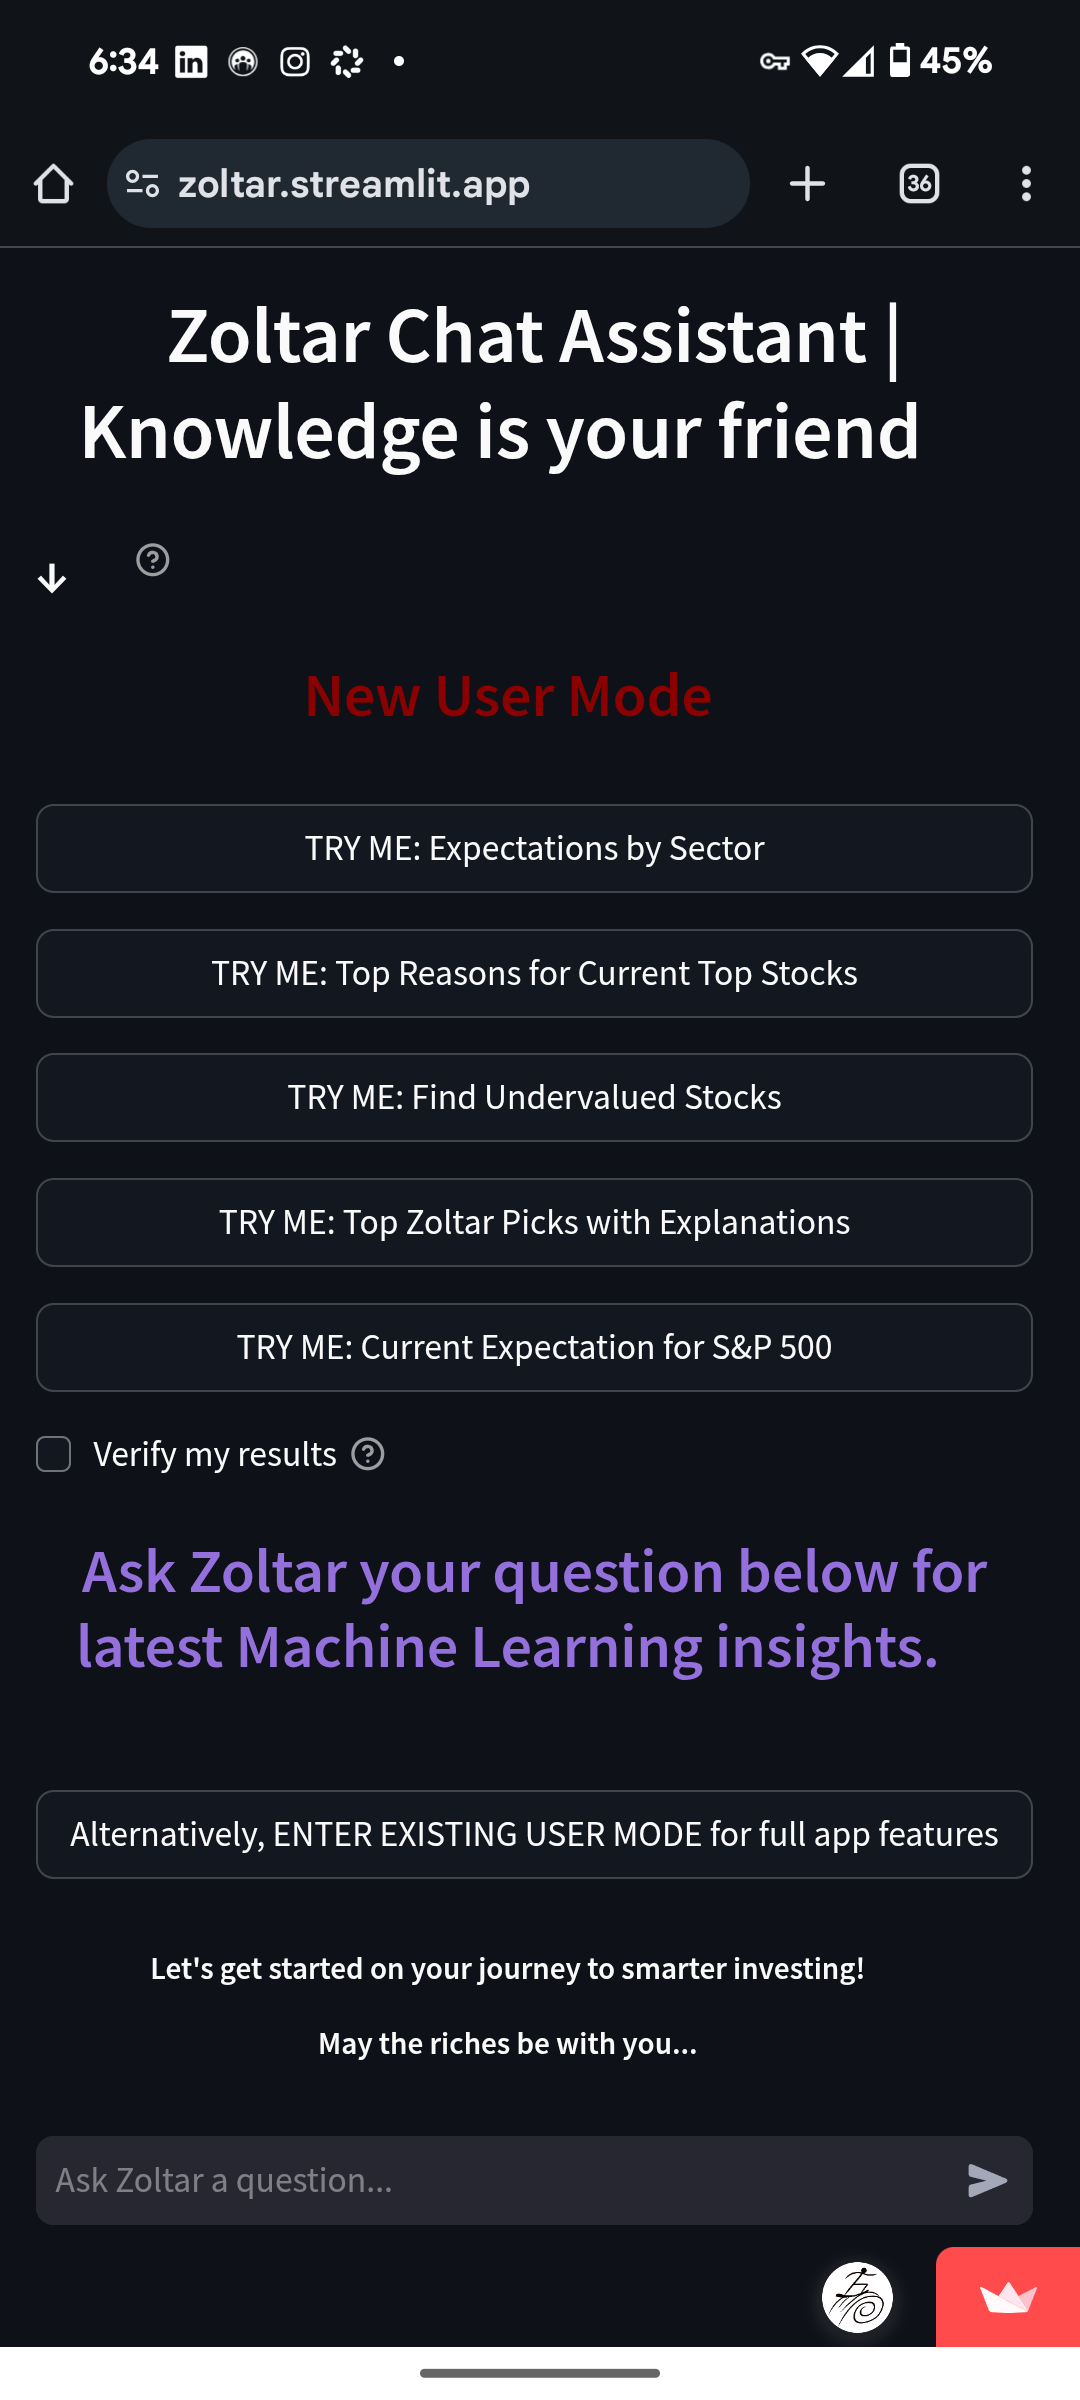 6:34
45%
zoltar.streamlit.app
36
Zoltar Chat Assistant |
Knowledge is your friend
New User Mode
TRY ME: Expectations by Sector
TRY ME: Top Reasons for Current Top Stocks
TRY ME: Find Undervalued Stocks
TRY ME: Top Zoltar Picks with Explanations
TRY ME: Current Expectation for S&P 500
Verify my results
Ask Zoltar your question below for
latest Machine Learning insights.
Alternatively, ENTER EXISTING USER MODE for full app features
Let's get started on your journey to smarter investing!
May the riches be with you...
Ask Zoltar a question...